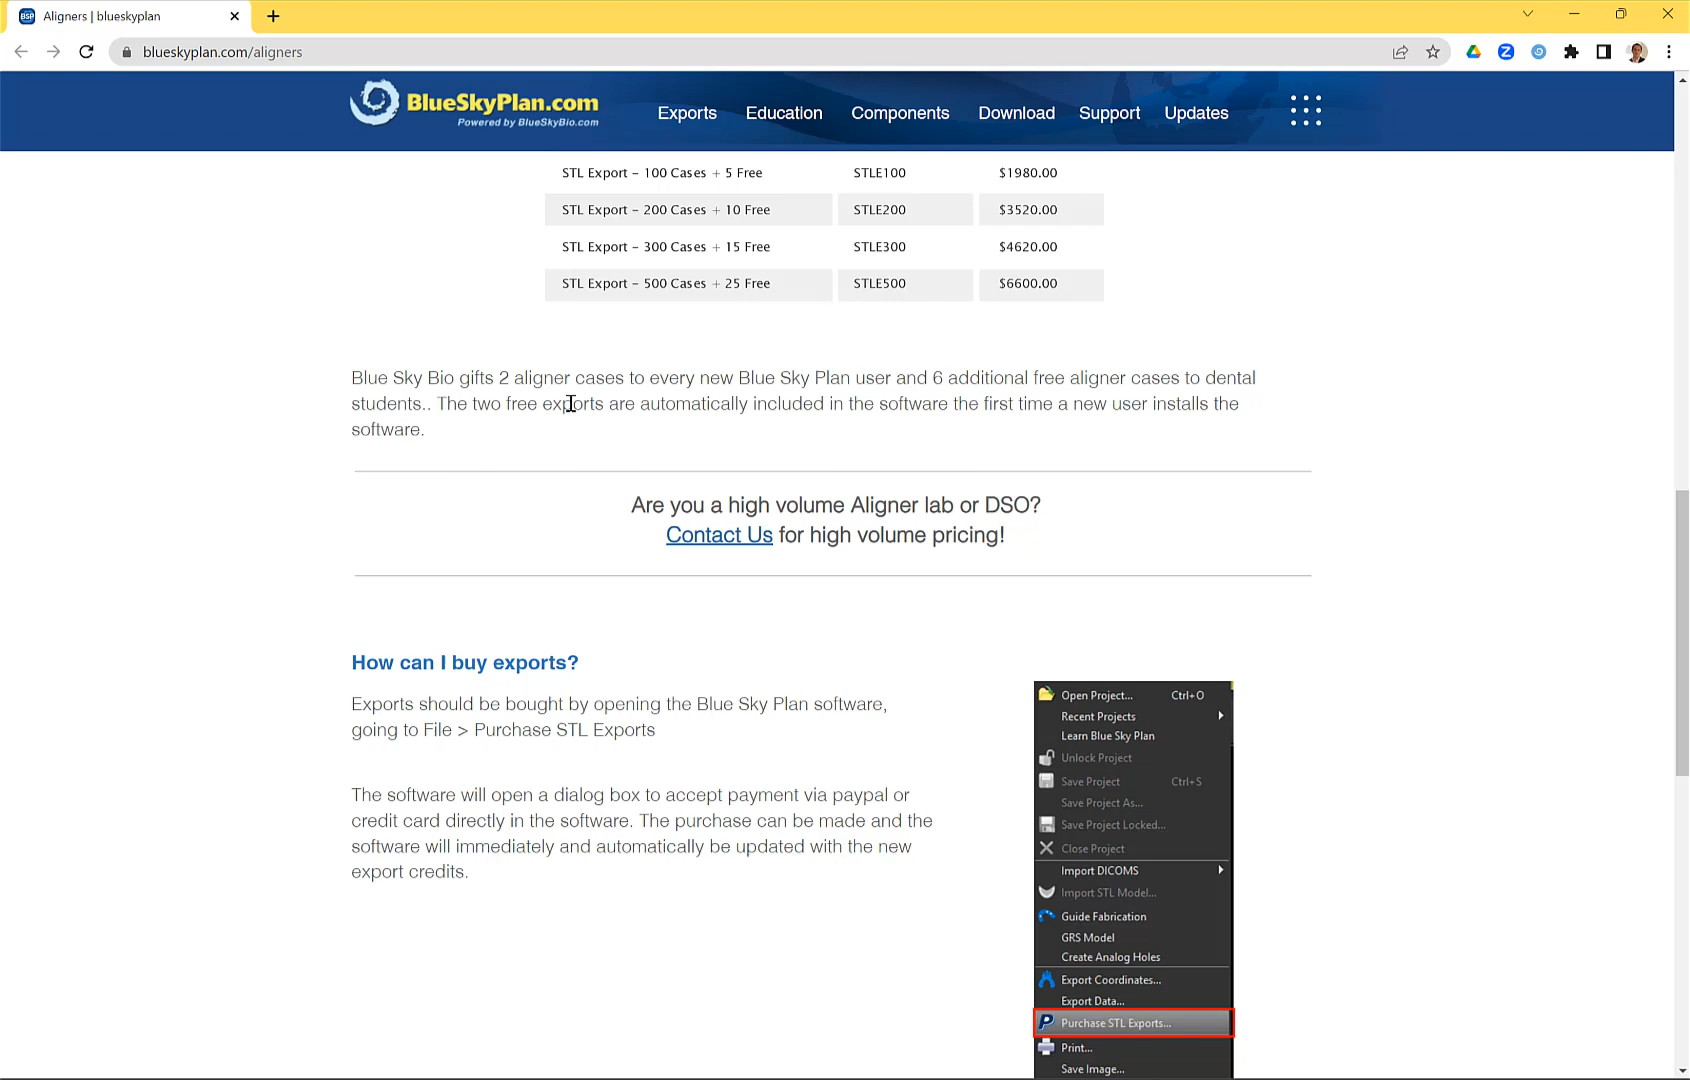 BSP Aligners | blueskyplan
blueskyplan.com/aligners
BlueSkyPlan.com
Powered by BlueSkyBio.com
Exports Education Components Download Support Updates
STL Export – 100 Cases + 5 Free STLE100 $1980.00
STL Export – 200 Cases + 10 Free STLE200 $3520.00
STL Export – 300 Cases + 15 Free STLE300 $4620.00
STL Export – 500 Cases + 25 Free STLE500 $6600.00
Blue Sky Bio gifts 2 aligner cases to every new Blue Sky Plan user and 6 additional free aligner cases to dental
students.. The two free exports are automatically included in the software the first time a new user installs the
software.
Are you a high volume Aligner lab or DSO?
Contact Us for high volume pricing!
How can I buy exports?
Exports should be bought by opening the Blue Sky Plan software,
going to File > Purchase STL Exports
The software will open a dialog box to accept payment via paypal or
credit card directly in the software. The purchase can be made and the
software will immediately and automatically be updated with the new
export credits.
Open Project... Ctrl+O
Recent Projects
Learn Blue Sky Plan
Unlock Project
Save Project Ctrl+S
Save Project As...
Save Project Locked...
Close Project
Import DICOMS
Import STL Model...
Guide Fabrication
GRS Model
Create Analog Holes
Export Coordinates...
Export Data...
Purchase STL Exports...
Print...
Save Image...